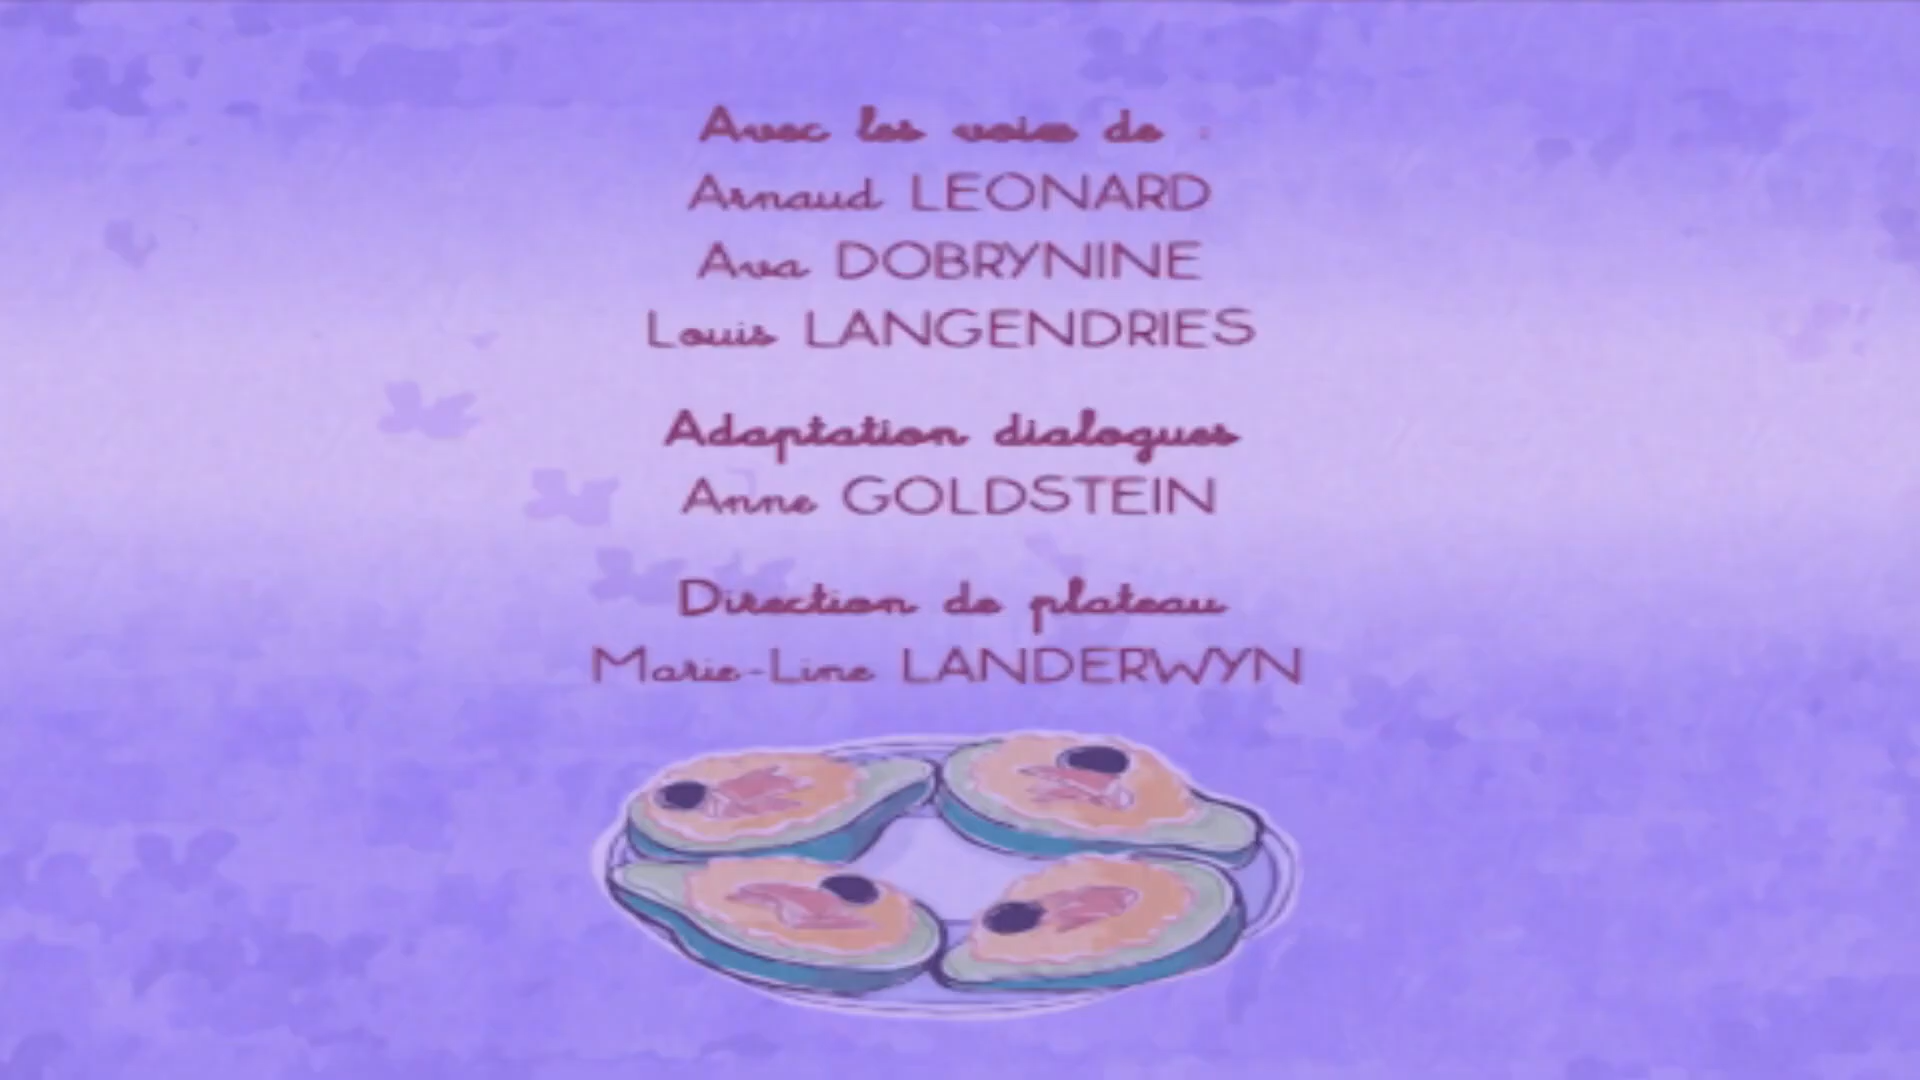 Avec les voix de :
Arnaud LEONARD
Ava DOBRYNINE
Louis LANGENDRIES
Adaptation dialogues
Anne GOLDSTEIN
Direction de plateau
Marie-Line LANDERWYN